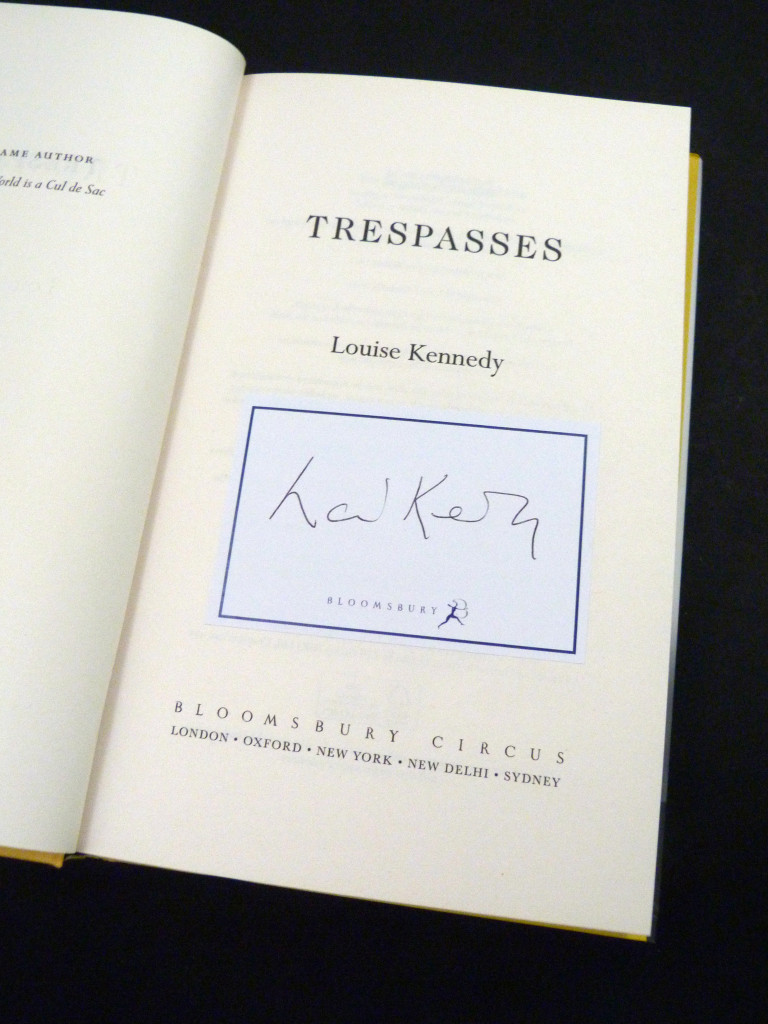 AME AUTHOR
orld is a Cul de Sac
TRESPASSES
Louise Kennedy
BLOOMSBURY
BLOOMSBURY CIRCUS
LONDON • OXFORD • NEW YORK • NEW DELHI • SYDNEY